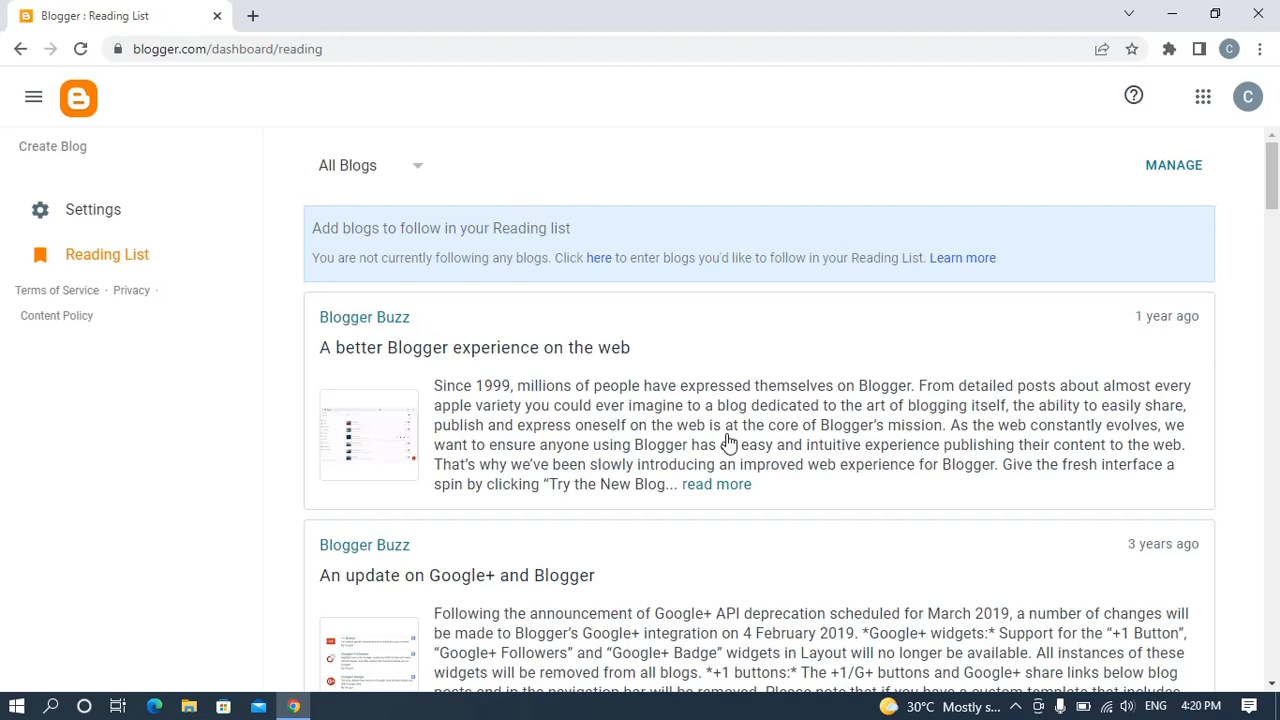 Blogger : Reading List
blogger.com/dashboard/reading
C
C
Create Blog
Settings
Reading List
Terms of Service · Privacy ·
Content Policy
All Blogs
MANAGE
Add blogs to follow in your Reading list
You are not currently following any blogs. Click here to enter blogs you'd like to follow in your Reading List. Learn more
Blogger Buzz
1 year ago
A better Blogger experience on the web
Since 1999, millions of people have expressed themselves on Blogger. From detailed posts about almost every
apple variety you could ever imagine to a blog dedicated to the art of blogging itself, the ability to easily share,
publish and express oneself on the web is at the core of Blogger's mission. As the web constantly evolves, we
want to ensure anyone using Blogger has easy and intuitive experience publishing their content to the web.
That's why we've been slowly introducing an improved web experience for Blogger. Give the fresh interface a
spin by clicking “Try the New Blog... read more
Blogger Buzz
3 years ago
An update on Google+ and Blogger
Following the announcement of Google+ API deprecation scheduled for March 2019, a number of changes will
be made to Blogger's Google+ integration on 4 February 2019. *Google+ widgets:* Support for the “+1 Button”,
“Google+ Followers” and “Google+ Badge” widgets in Layout will no longer be available. All instances of these
widgets will be removed from all blogs. *+1 buttons: The +1/G+ buttons and Google+ share links below blog
30°C Mostly s...
ENG
4:20 PM